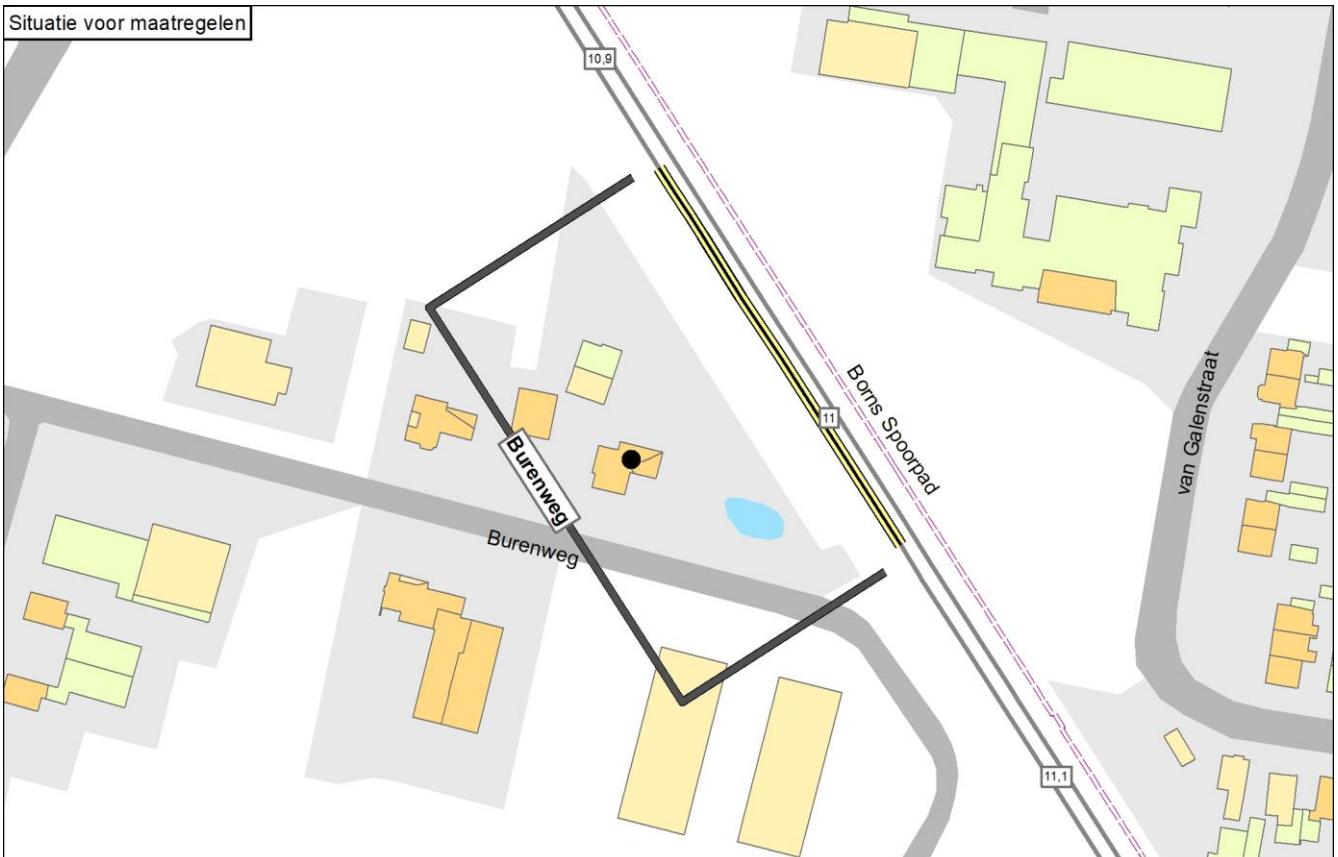 Situatie voor maatregelen
10,9
Borns Spoorpad
van Galenstraat
11
Burenweg
Burenweg
11,1